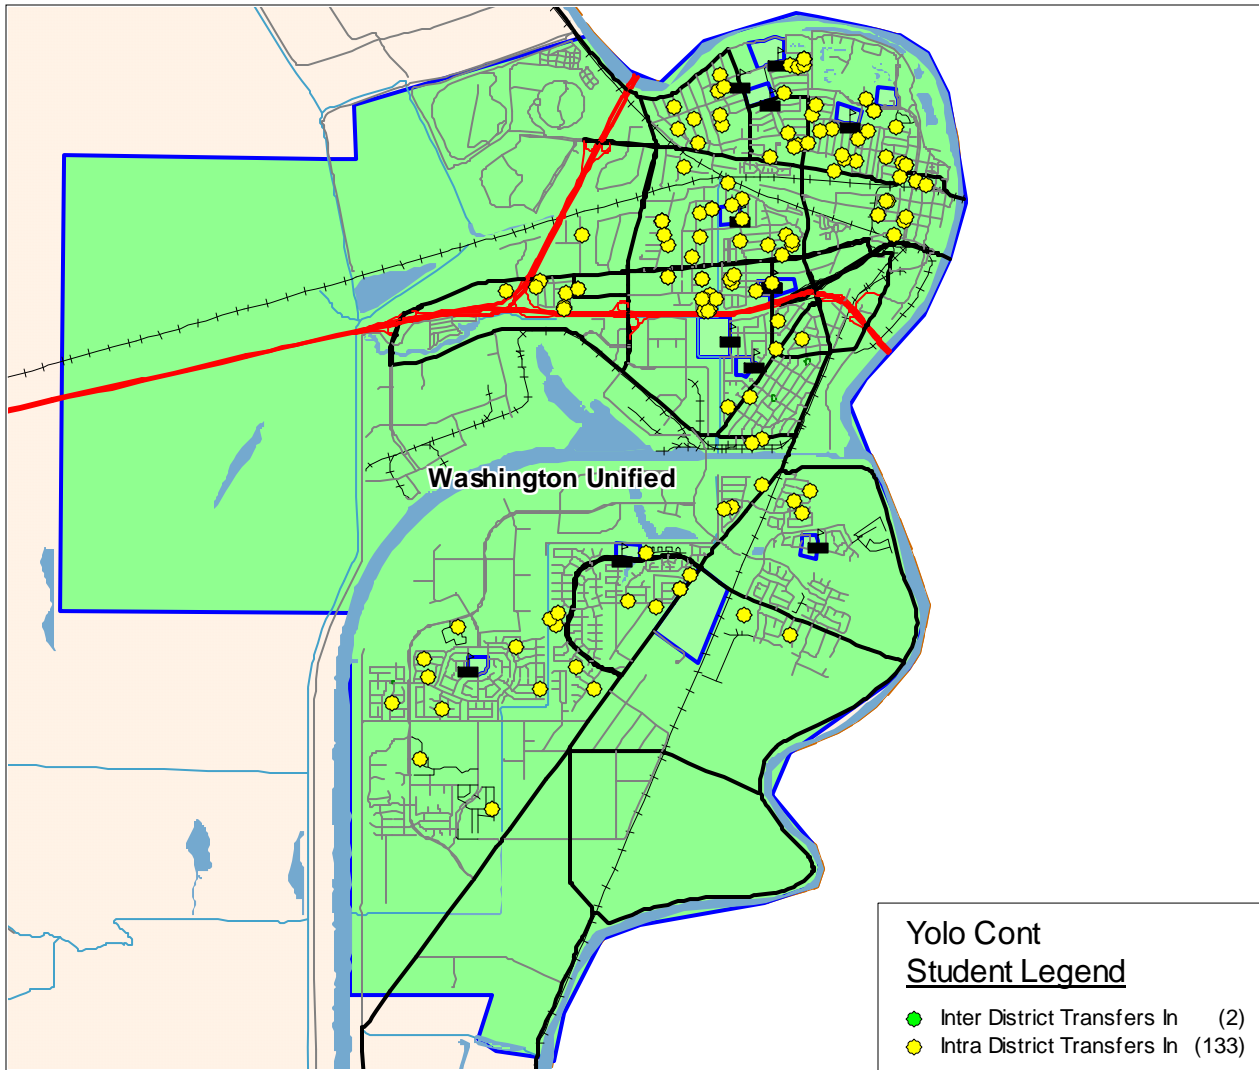 Washington Unified
Yolo Cont
Student Legend
Inter District Transfers In (2)
Intra District Transfers In (133)